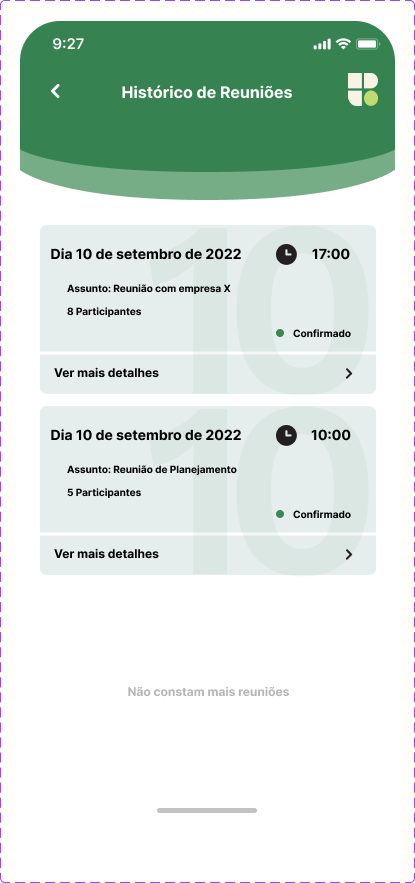 9:27
Histórico de Reuniões
10
Dia 10 de setembro de 2022
17:00
Assunto: Reunião com empresa X
8 Participantes
Confirmado
Ver mais detalhes
10
Dia 10 de setembro de 2022
10:00
Assunto: Reunião de Planejamento
5 Participantes
Confirmado
Ver mais detalhes
Não constam mais reuniões